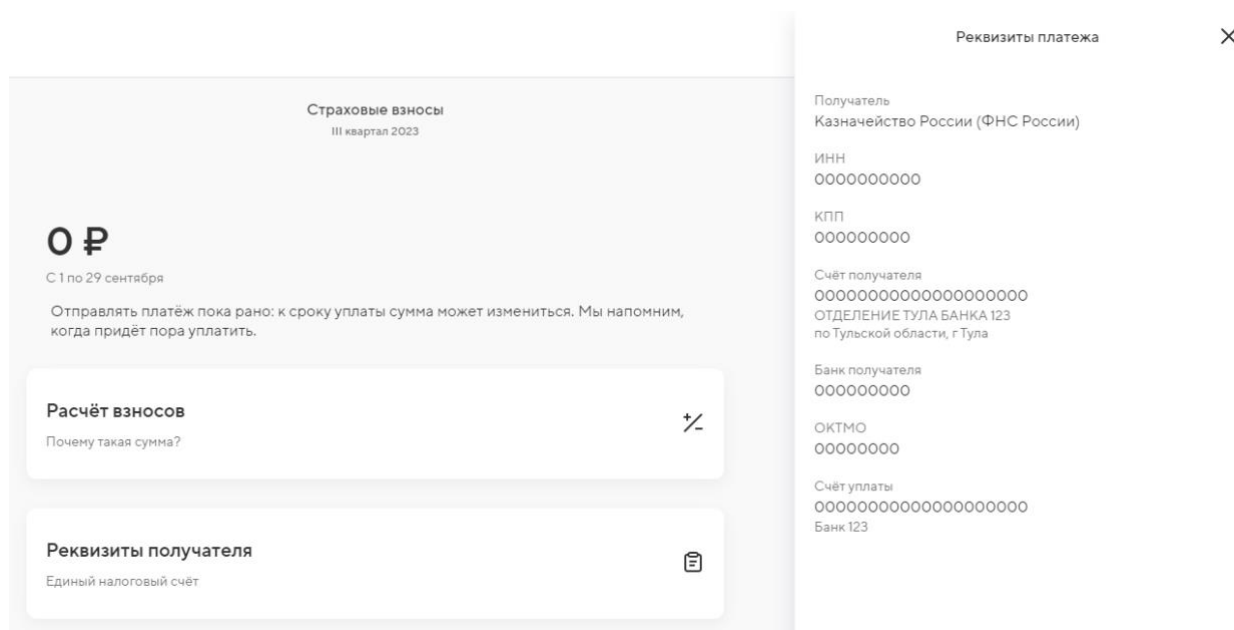 Страховые взносы
III квартал 2023
0 ₽
С 1 по 29 сентября
Отправлять платёж пока рано: к сроку уплаты сумма может измениться. Мы напомним,
когда придёт пора уплатить.
Расчёт взносов
Почему такая сумма?
Реквизиты получателя
Единый налоговый счёт
Реквизиты платежа
Получатель
Казначейство России (ФНС России)
ИНН
0000000000
КПП
000000000
Счёт получателя
00000000000000000000
ОТДЕЛЕНИЕ ТУЛА БАНКА 123
по Тульской области, г Тула
Банк получателя
000000000
ОКТМО
00000000
Счёт уплаты
00000000000000000000
Банк 123